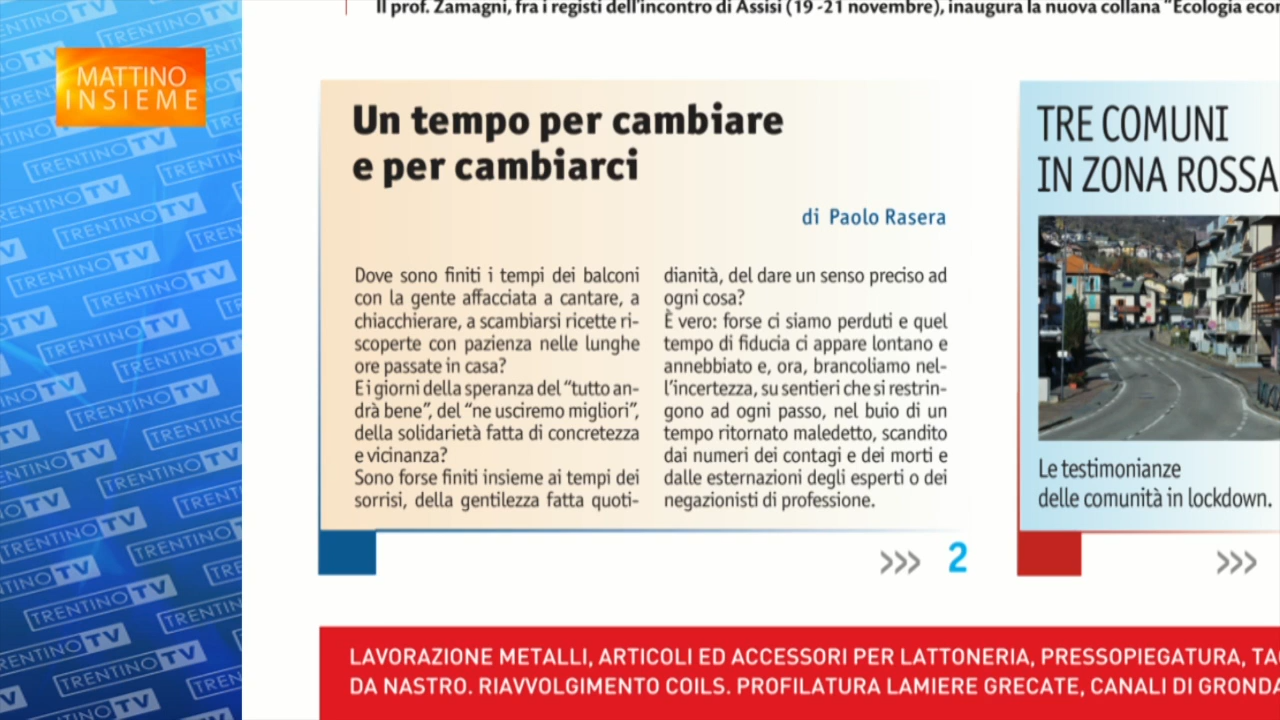 Il prof. Zamagni, fra i registi dell'incontro di Assisi (19 -21 novembre), inaugura la nuova collana "Ecologia
MATTINO
INSIEME
Un tempo per cambiare
e per cambiarci
di Paolo Rasera
Dove sono finiti i tempi dei balconi
con la gente affacciata a cantare, a
chiacchierare, a scambiarsi ricette ri-
scoperte con pazienza nelle lunghe
ore passate in casa?
E i giorni della speranza del "tutto an-
drà bene", del "ne usciremo migliori",
della solidarietà fatta di concretezza
e vicinanza?
Sono forse finiti insieme ai tempi dei
sorrisi, della gentilezza fatta quoti-
dianità, del dare un senso preciso ad
ogni cosa?
È vero: forse ci siamo perduti e quel
tempo di fiducia ci appare lontano e
annebbiato e, ora, brancoliamo nel-
l'incertezza, su sentieri che si restrin-
gono ad ogni passo, nel buio di un
tempo ritornato maledetto, scandito
dai numeri dei contagi e dei morti e
dalle esternazioni degli esperti o dei
negazionisti di professione.
>>> 2
TRE COMUNI
IN ZONA ROSSA
Le testimonianze
delle comunità in lockdown.
>>>
LAVORAZIONE METALLI, ARTICOLI ED ACCESSORI PER LATTONERIA, PRESSOPIEGATURA,
DA NASTRO. RIAVVOLGIMENTO COILS. PROFILATURA LAMIERE GRECATE, CANALI DI
TRENTINO TV